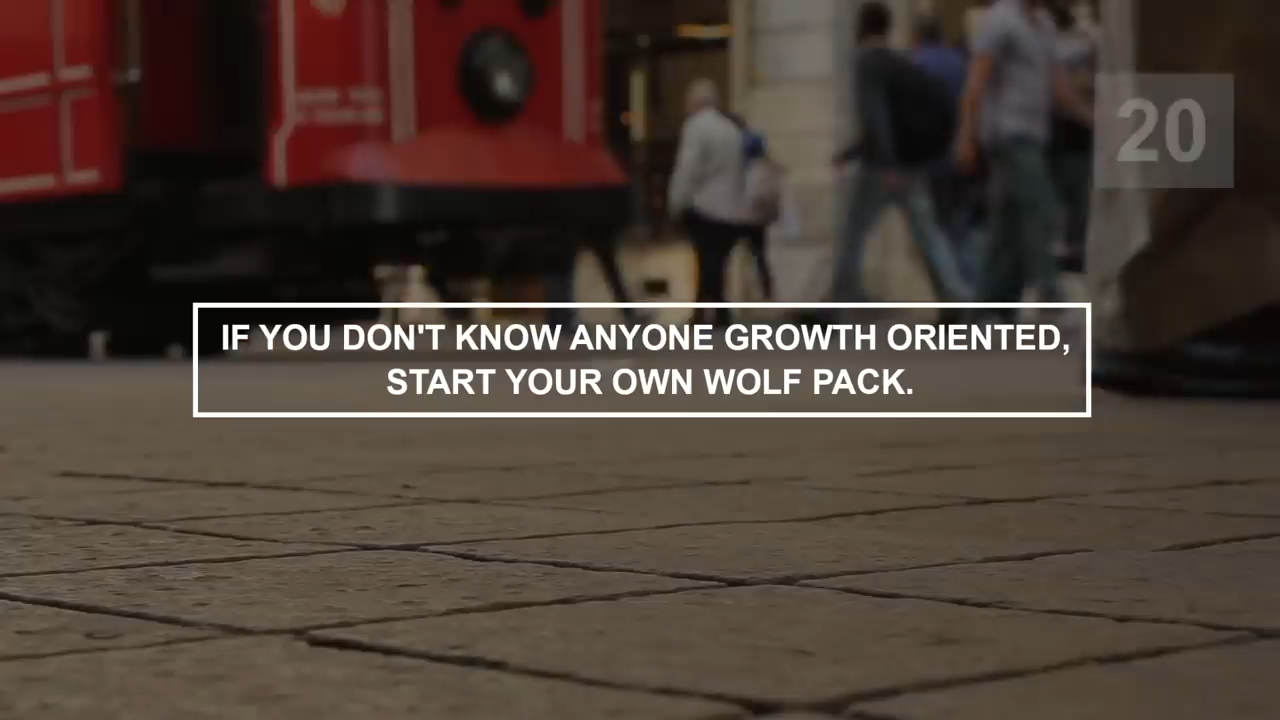 20
IF YOU DON'T KNOW ANYONE GROWTH ORIENTED,
START YOUR OWN WOLF PACK.